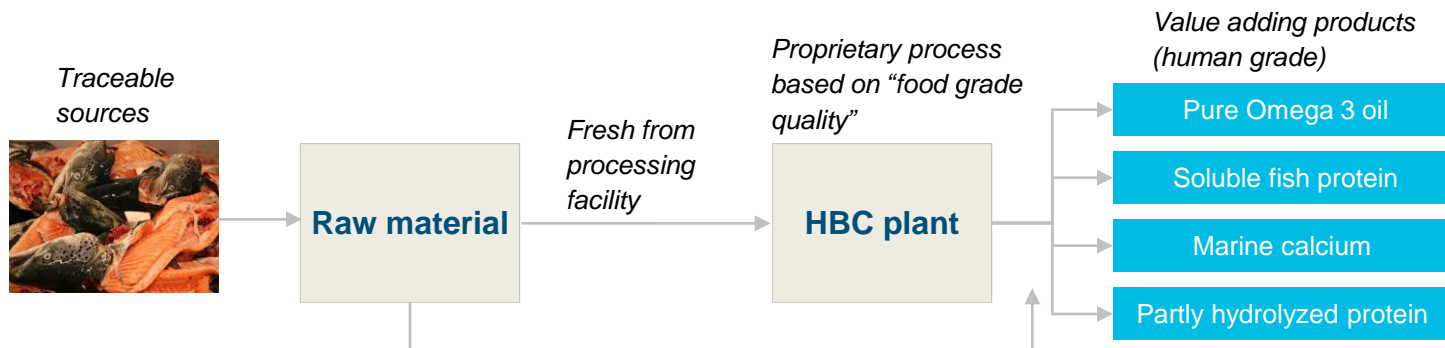 Traceable
sources
Raw material
Fresh from
processing
facility
Proprietary process
based on “food grade
quality”
HBC plant
Value adding products
(human grade)
Pure Omega 3 oil
Soluble fish protein
Marine calcium
Partly hydrolyzed protein